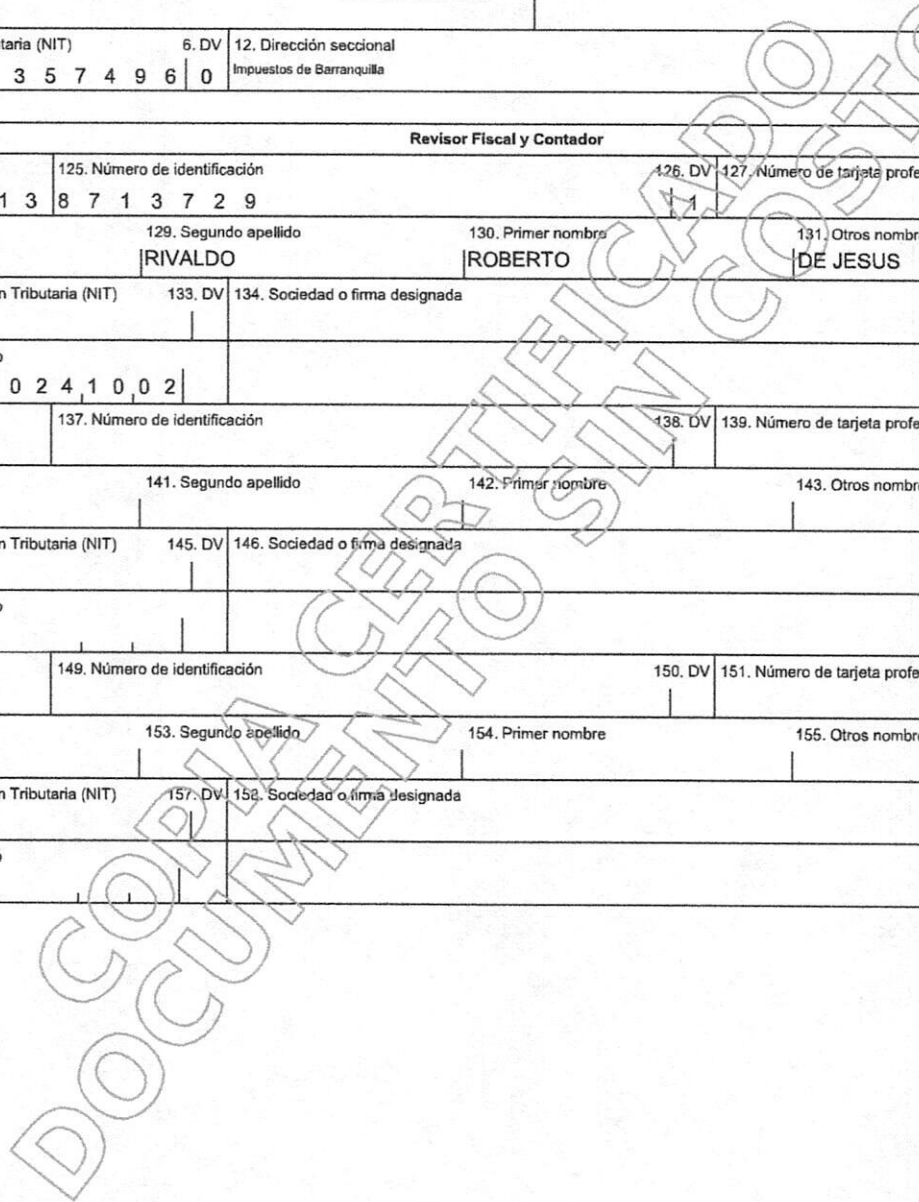 taria (NIT) 6. DV 12. Dirección seccional
3 5 7 4 9 6 0 Impuestos de Barranquilla
Revisor Fiscal y Contador
125. Número de identificación 126. DV 127. Número de tarjeta profe
1 3 8 7 1 3 7 2 9 1
129. Segundo apellido 130. Primer nombre 131. Otros nombre
RIVALDO ROBERTO DE JESUS
n Tributaria (NIT) 133. DV 134. Sociedad o firma designada
0 2 4 1 0 0 2
137. Número de identificación 138. DV 139. Número de tarjeta profe
141. Segundo apellido 142. Primer nombre 143. Otros nombre
n Tributaria (NIT) 145. DV 146. Sociedad o firma designada
149. Número de identificación 150. DV 151. Número de tarjeta profe
153. Segundo apellido 154. Primer nombre 155. Otros nombre
n Tributaria (NIT) 157. DV 158. Sociedad o firma designada
COPIA CERTIFICADO
DOCUMENTO SIN COSTO